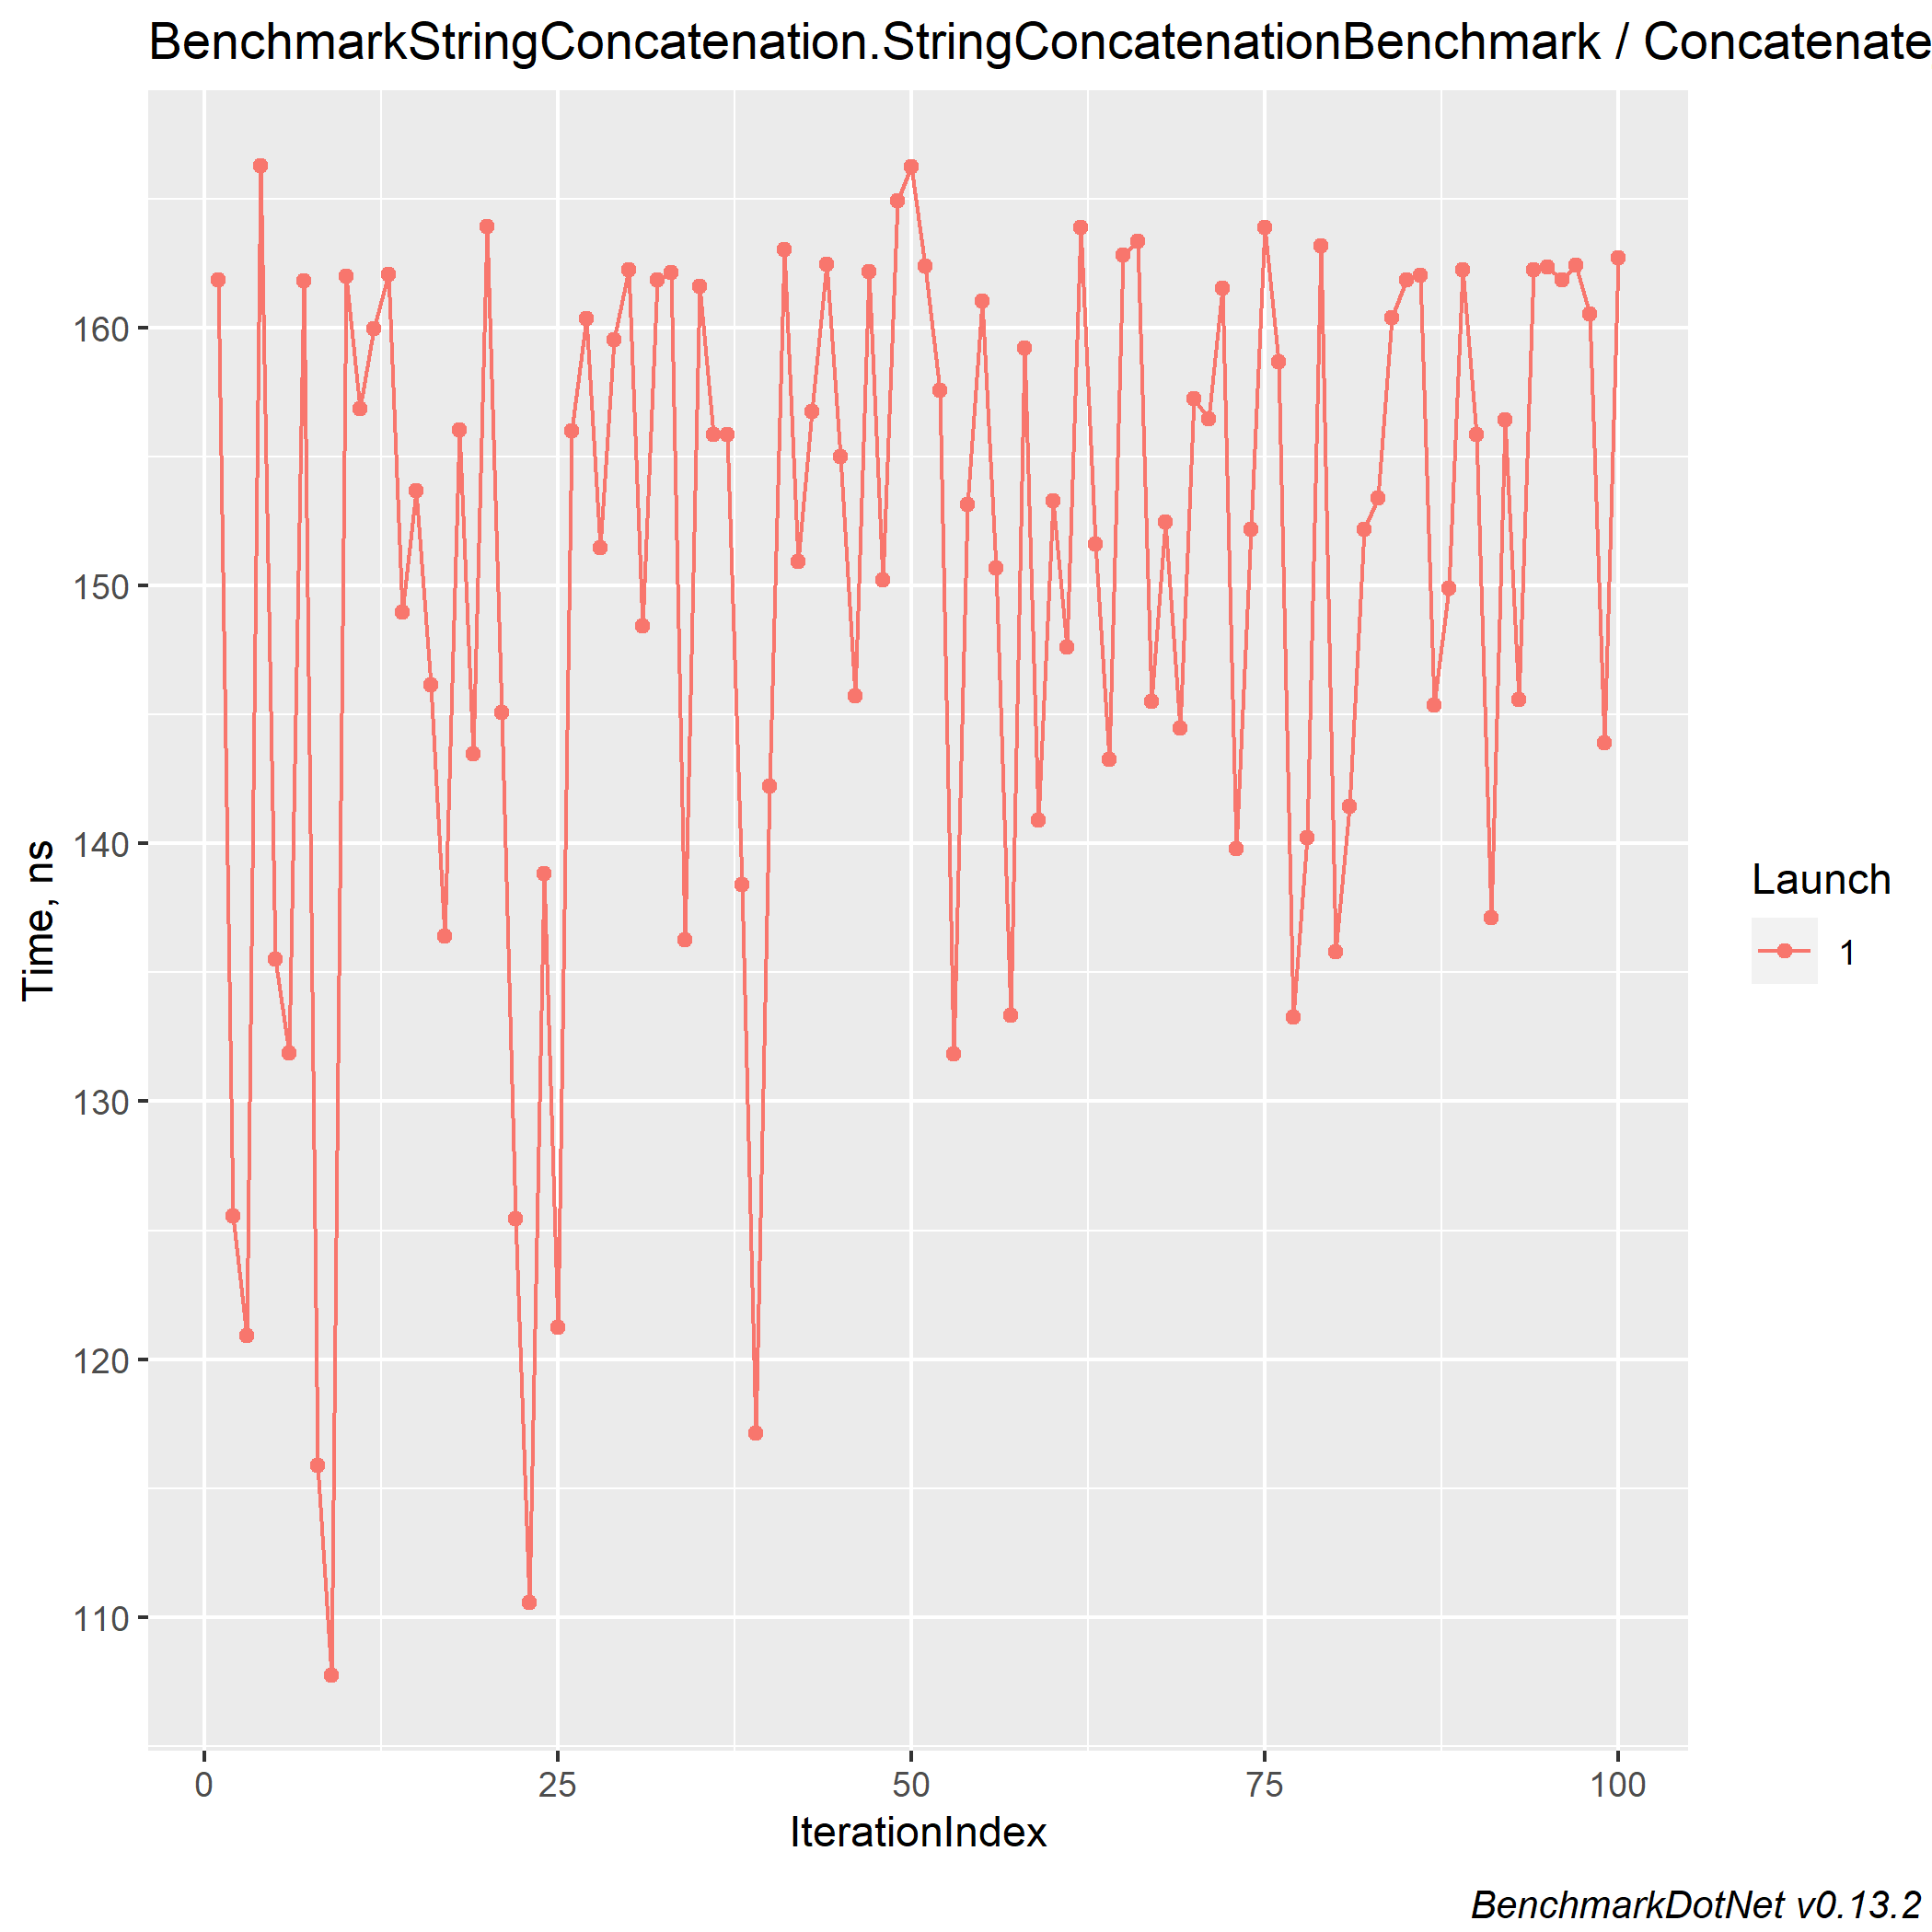 BenchmarkStringConcatenation.StringConcatenationBenchmark / Concatenate
Time, ns
160
150
140
130
120
110
0 25 50 75 100
IterationIndex
Launch
1
BenchmarkDotNet v0.13.2